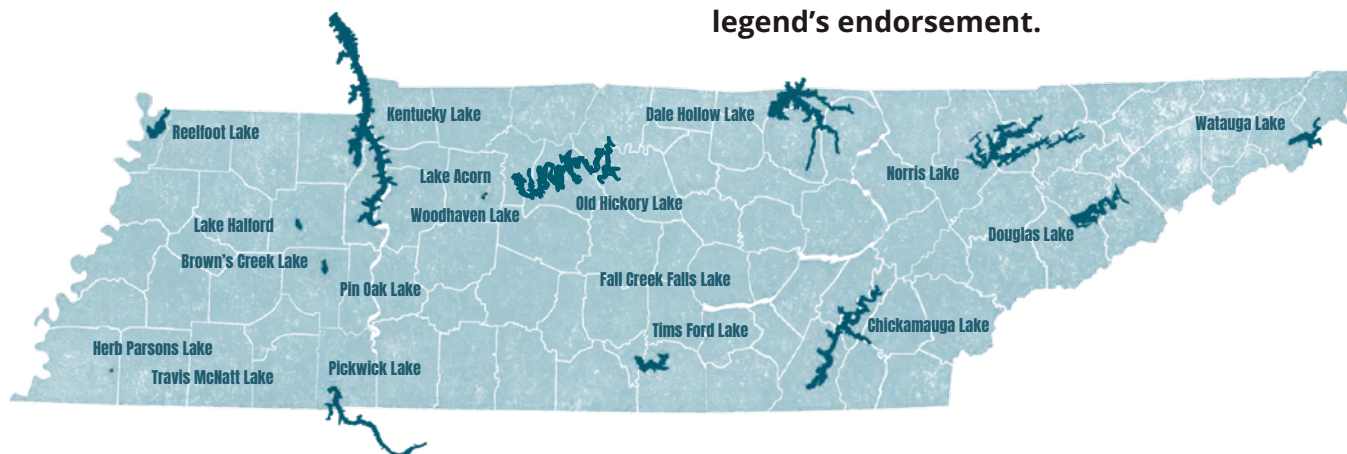 legend’s endorsement.
Kentucky Lake
Dale Hollow Lake
Watauga Lake
Reelfoot Lake
Lake Acorn
Norris Lake
Woodhaven Lake
Old Hickory Lake
Lake Halford
Douglas Lake
Brown’s Creek Lake
Pin Oak Lake
Fall Creek Falls Lake
Chickamauga Lake
Tims Ford Lake
Herb Parsons Lake
Pickwick Lake
Travis McNatt Lake